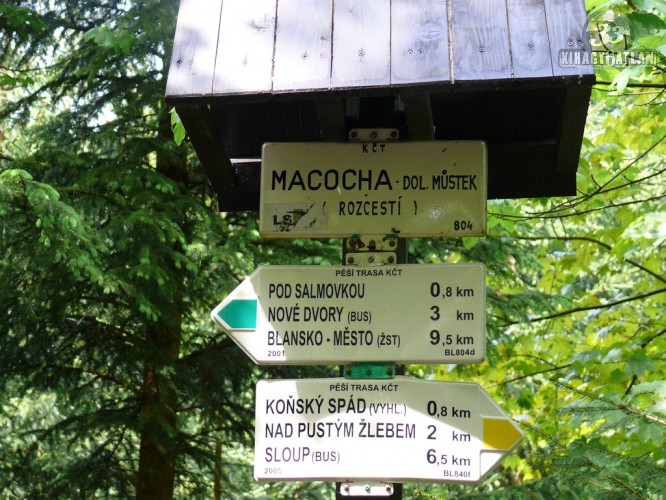 KIHAGYHATLAN
KČT
MACOCHA - DOL. MŮSTEK
( ROZCESTÍ )
804
PĚŠÍ TRASA KČT
POD SALMOVKOU 0,8 km
NOVÉ DVORY (BUS) 3 km
BLANSKO - MĚSTO (ŽST) 9,5 km
2001 BL804d
PĚŠÍ TRASA KČT
KOŇSKÝ SPÁD (VYHL.) 0,8 km
NAD PUSTÝM ŽLEBEM 2 km
SLOUP (BUS) 6,5 km
2005 BL840f